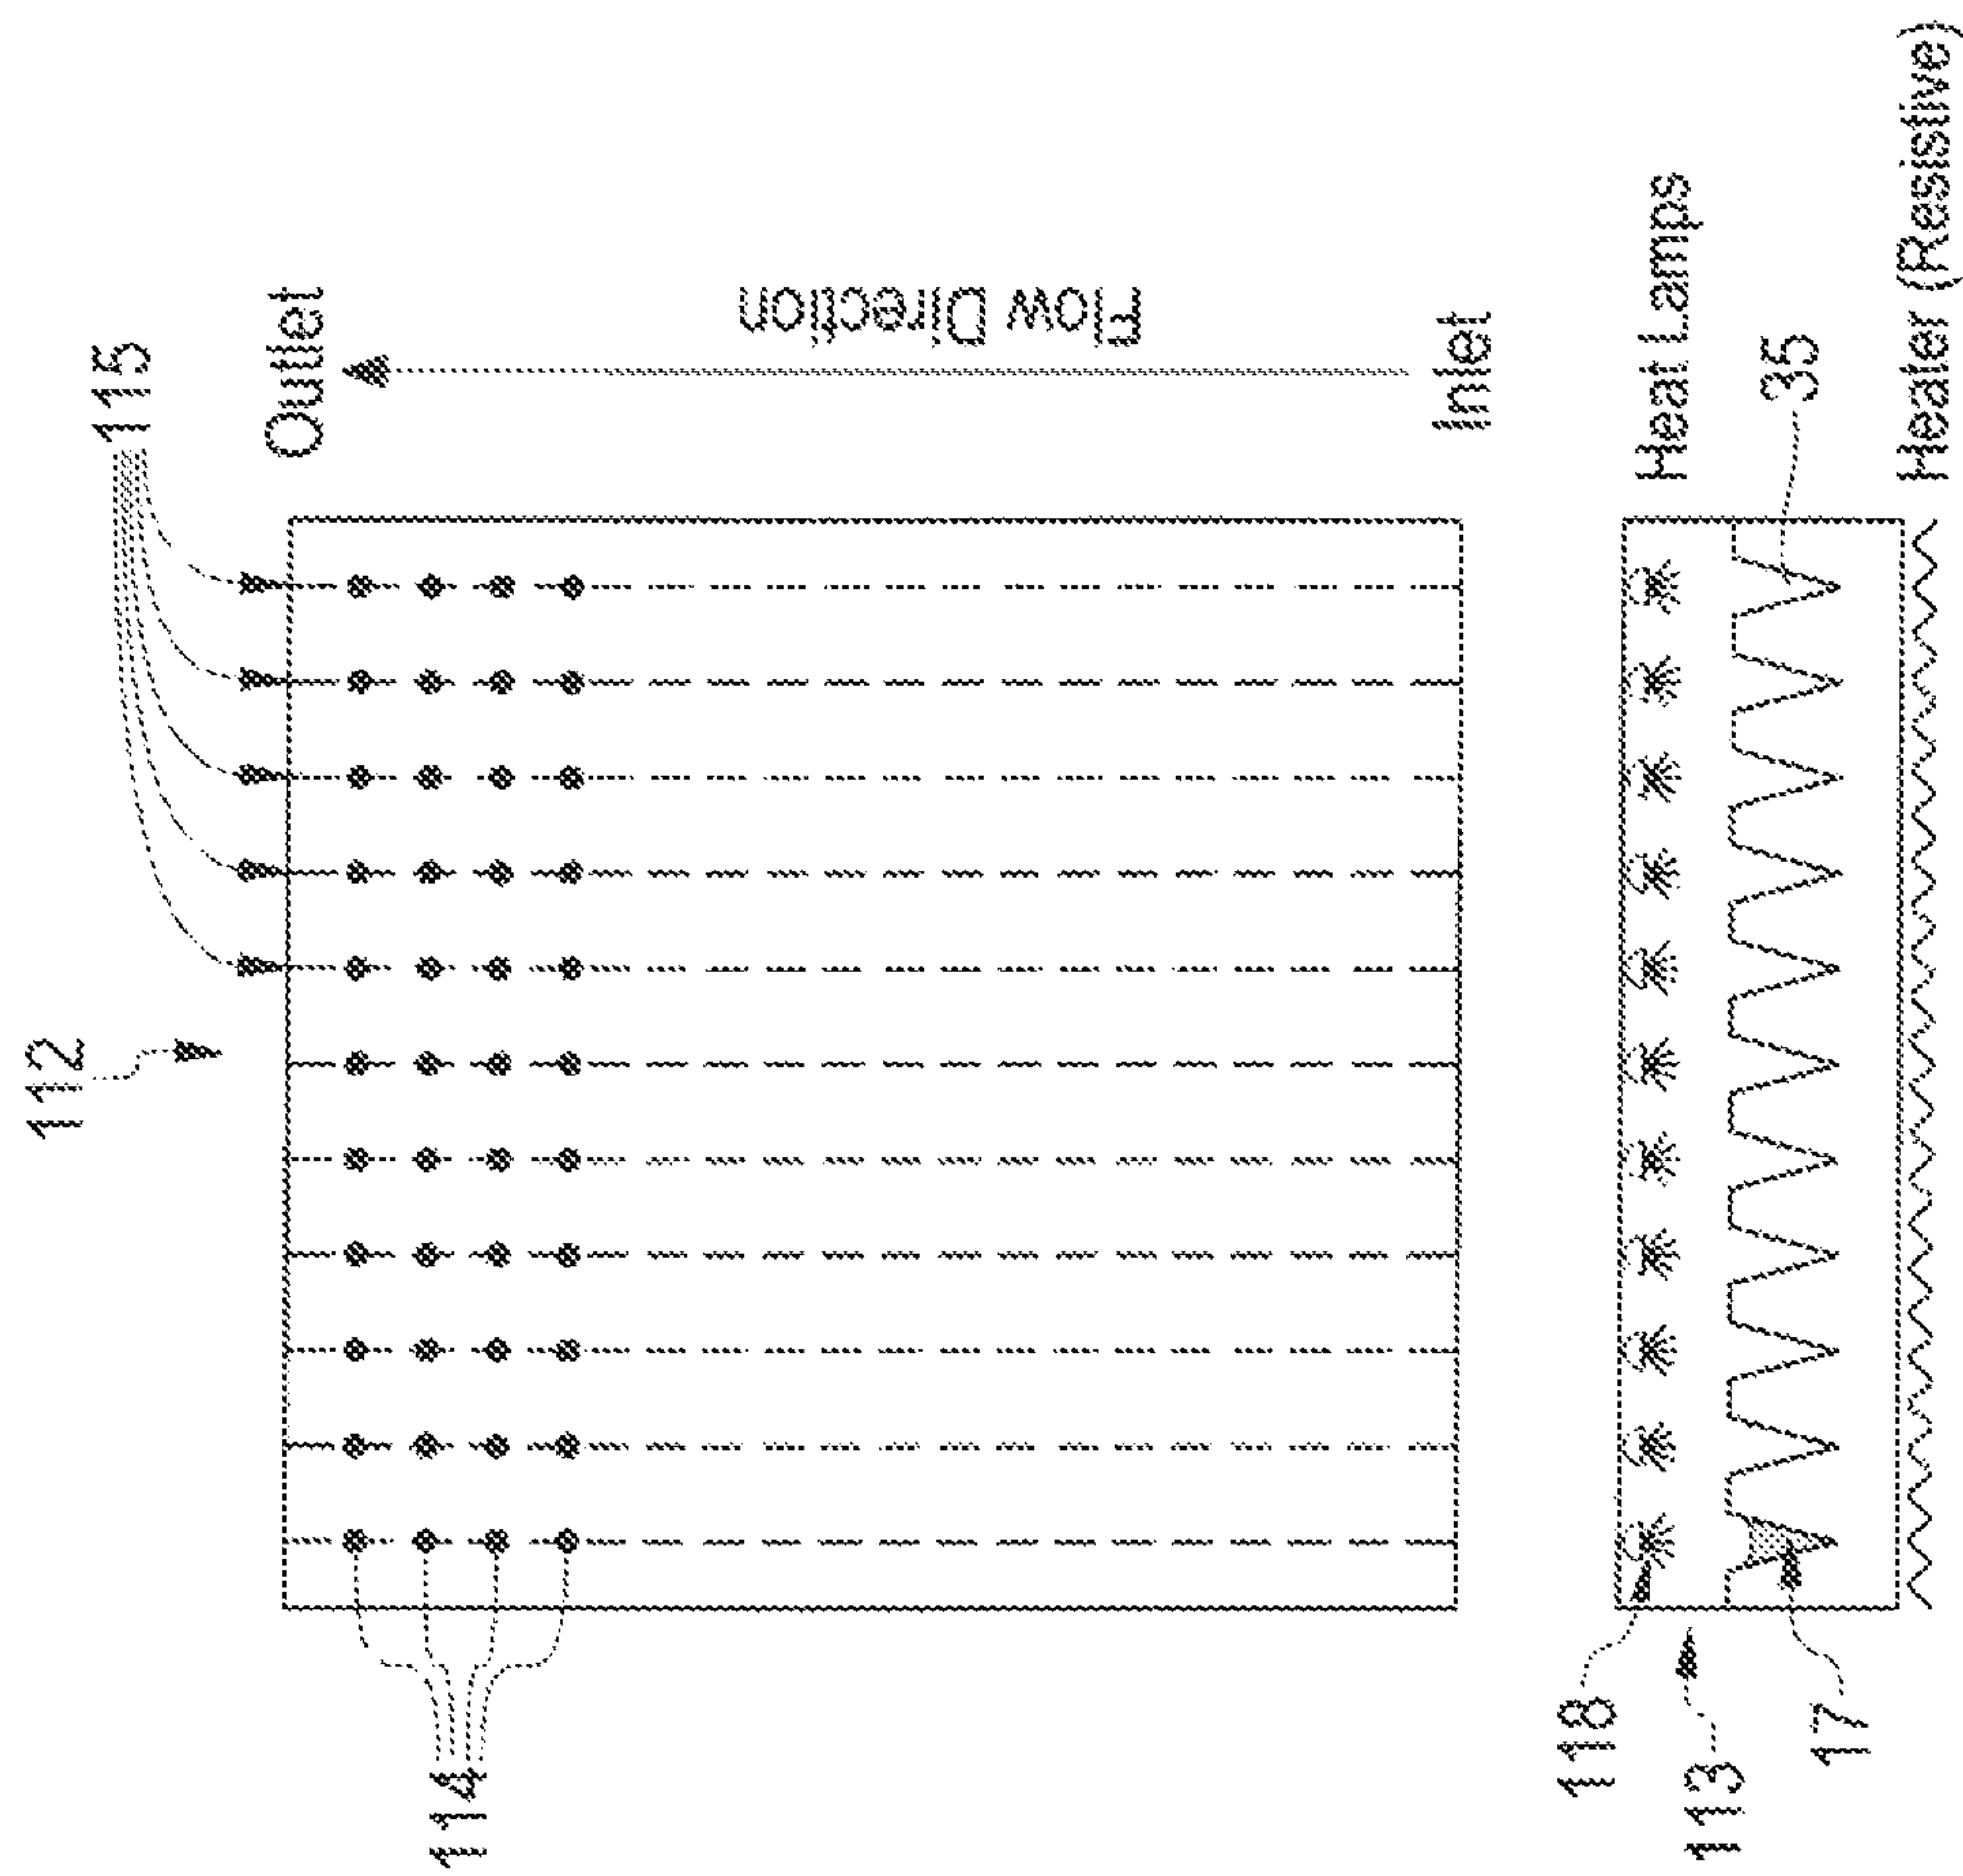 112
115
Outlet
Flow Direction
Inlet
114
Heat Lamps
35
Heater (Resistive)
118
113
17